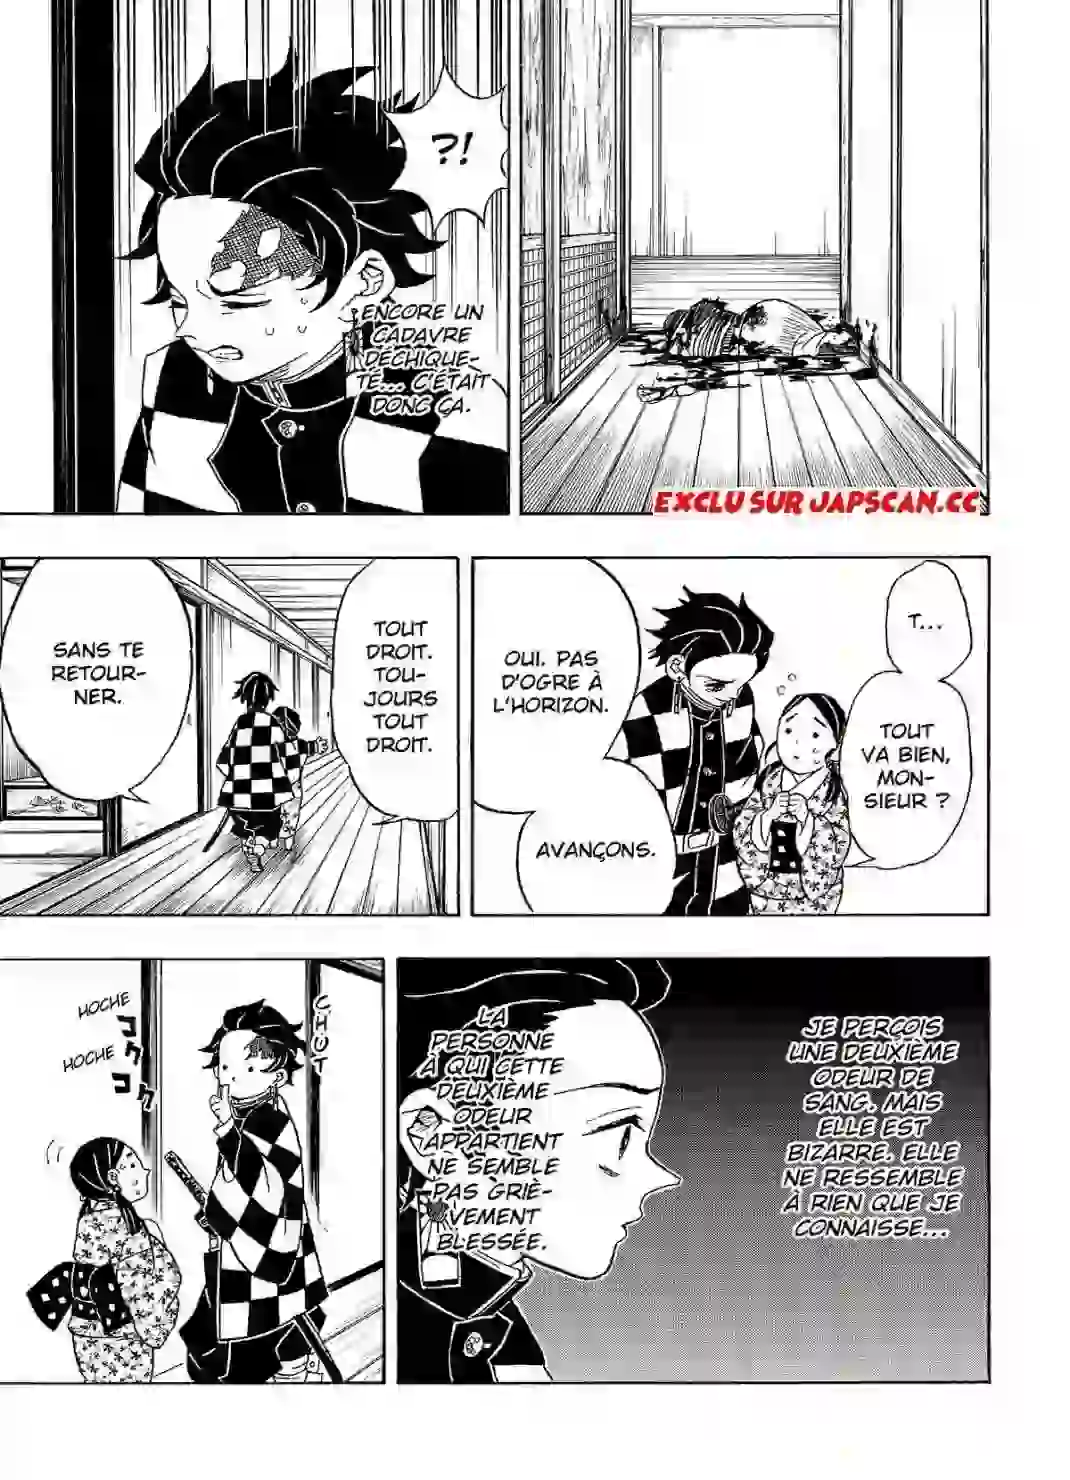 ?!
ENCORE UN
CADAVRE
DÉCHIQUE-
TÉ... C'ÉTAIT
DONC ÇA.
EXCLU SUR JAPSCAN.CC
T...
TOUT
VA BIEN,
MON-
SIEUR ?
OUI. PAS
D'OGRE À
L'HORIZON.
AVANÇONS.
TOUT
DROIT.
TOU-
JOURS
TOUT
DROIT.
SANS TE
RETOUR-
NER.
JE PERÇOIS
UNE DEUXIÈME
ODEUR DE
SANG. MAIS
ELLE EST
BIZARRE. ELLE
NE RESSEMBLE
À RIEN QUE JE
CONNAISSE...
LA
PERSONNE
À QUI CETTE
DEUXIÈME
ODEUR
APPARTIENT
NE SEMBLE
PAS GRIÈ-
VEMENT
BLESSÉE.
CHUT
HOCHE
HOCHE
コク
コク